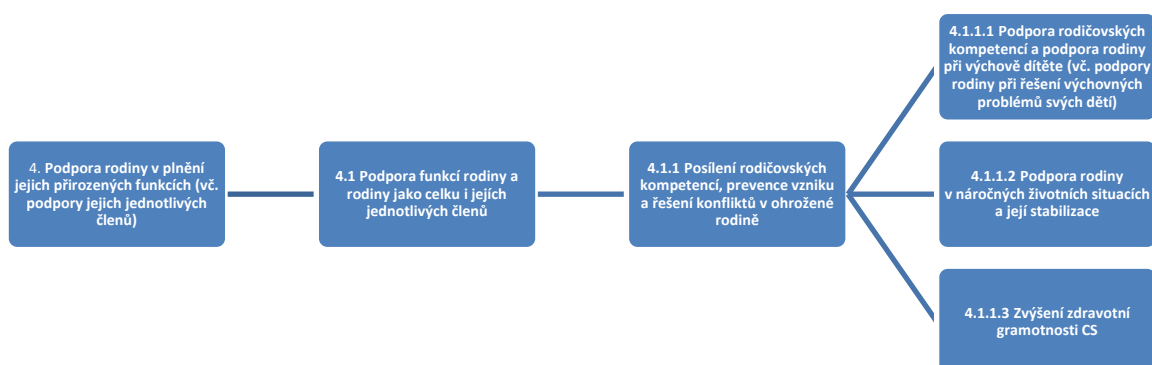 4. Podpora rodiny v plnění
jejich přirozených funkcích (vč.
podpory jejich jednotlivých
členů)
4.1 Podpora funkcí rodiny a
rodiny jako celku i jejích
jednotlivých členů
4.1.1 Posílení rodičovských
kompetencí, prevence vzniku
a řešení konfliktů v ohrožené
rodině
4.1.1.1 Podpora rodičovských
kompetencí a podpora rodiny
při výchově dítěte (vč. podpory
rodiny při řešení výchovných
problémů svých dětí)
4.1.1.2 Podpora rodiny
v náročných životních situacích
a její stabilizace
4.1.1.3 Zvýšení zdravotní
gramotnosti CS